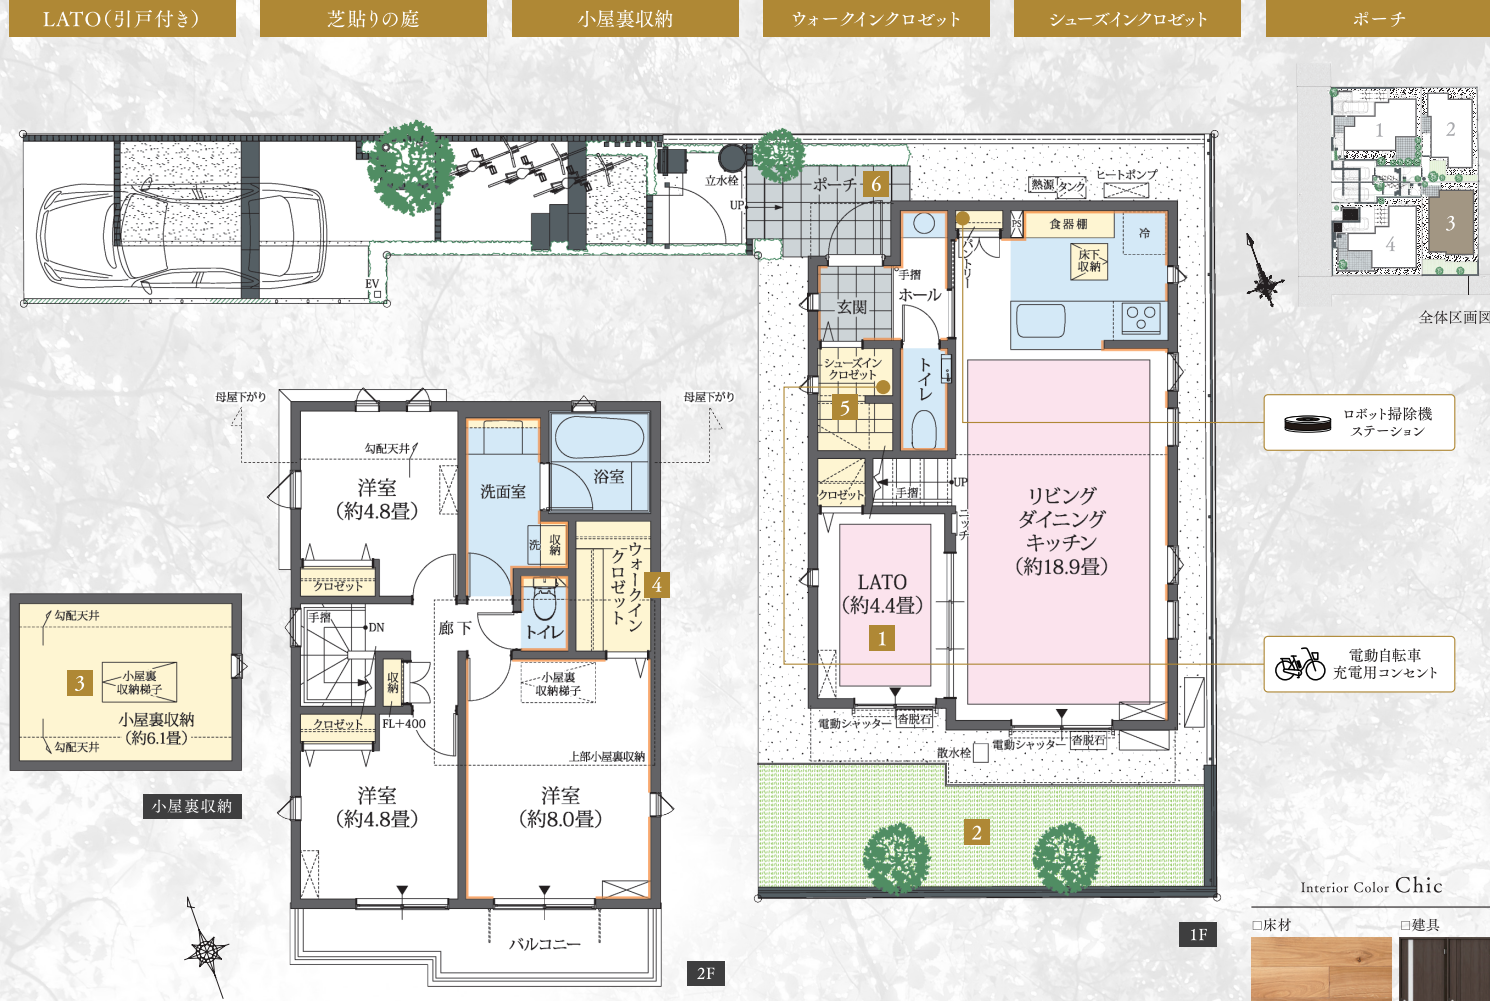 LATO（引戸付き）
芝貼りの庭
小屋裏収納
ウォークインクロゼット
シューズインクロゼット
ポーチ
1
2
3
4
全体区画図
立水栓
UP
ポーチ
6
熱源
タンク
ヒートポンプ
EV
手摺
ホール
玄関
パントリー
PS
食器棚
冷
床下
収納
シューズイン
クロゼット
5
トイレ
クロゼット
手摺
UP
ニッチ
リビング
ダイニング
キッチン
（約18.9畳）
LATO
（約4.4畳）
1
電動シャッター
沓脱石
散水栓
電動シャッター
沓脱石
2
1F
ロボット掃除機
ステーション
電動自転車
充電用コンセント
母屋下がり
母屋下がり
勾配天井
洋室
（約4.8畳）
クロゼット
洗面室
浴室
洗
収納
ウォークイン
クロゼット
4
トイレ
手摺
DN
廊下
収納
FL＋400
クロゼット
小屋裏
収納梯子
上部小屋裏収納
洋室
（約4.8畳）
洋室
（約8.0畳）
バルコニー
2F
勾配天井
3
小屋裏
収納梯子
小屋裏収納
（約6.1畳）
勾配天井
小屋裏収納
Interior Color Chic
□床材
□建具